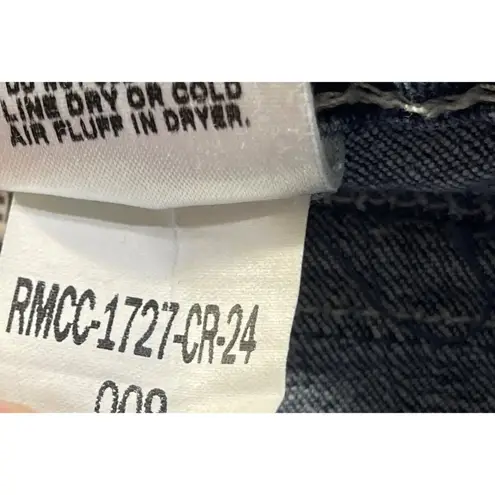 LINE DRY OR COLD
AIR FLUFF IN DRYER.
RMCC-1727-CR-24